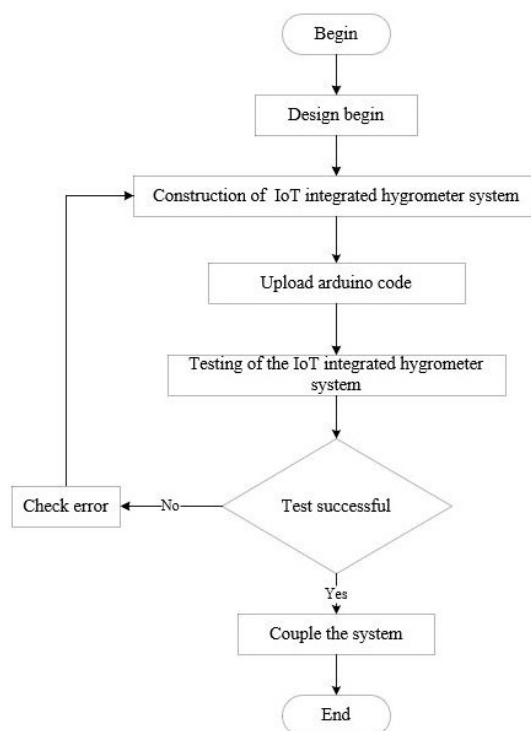 Begin
Design begin
Construction of IoT integrated hygrometer system
Upload arduino code
Testing of the IoT integrated hygrometer
system
Test successful
No
Check error
Yes
Couple the system
End